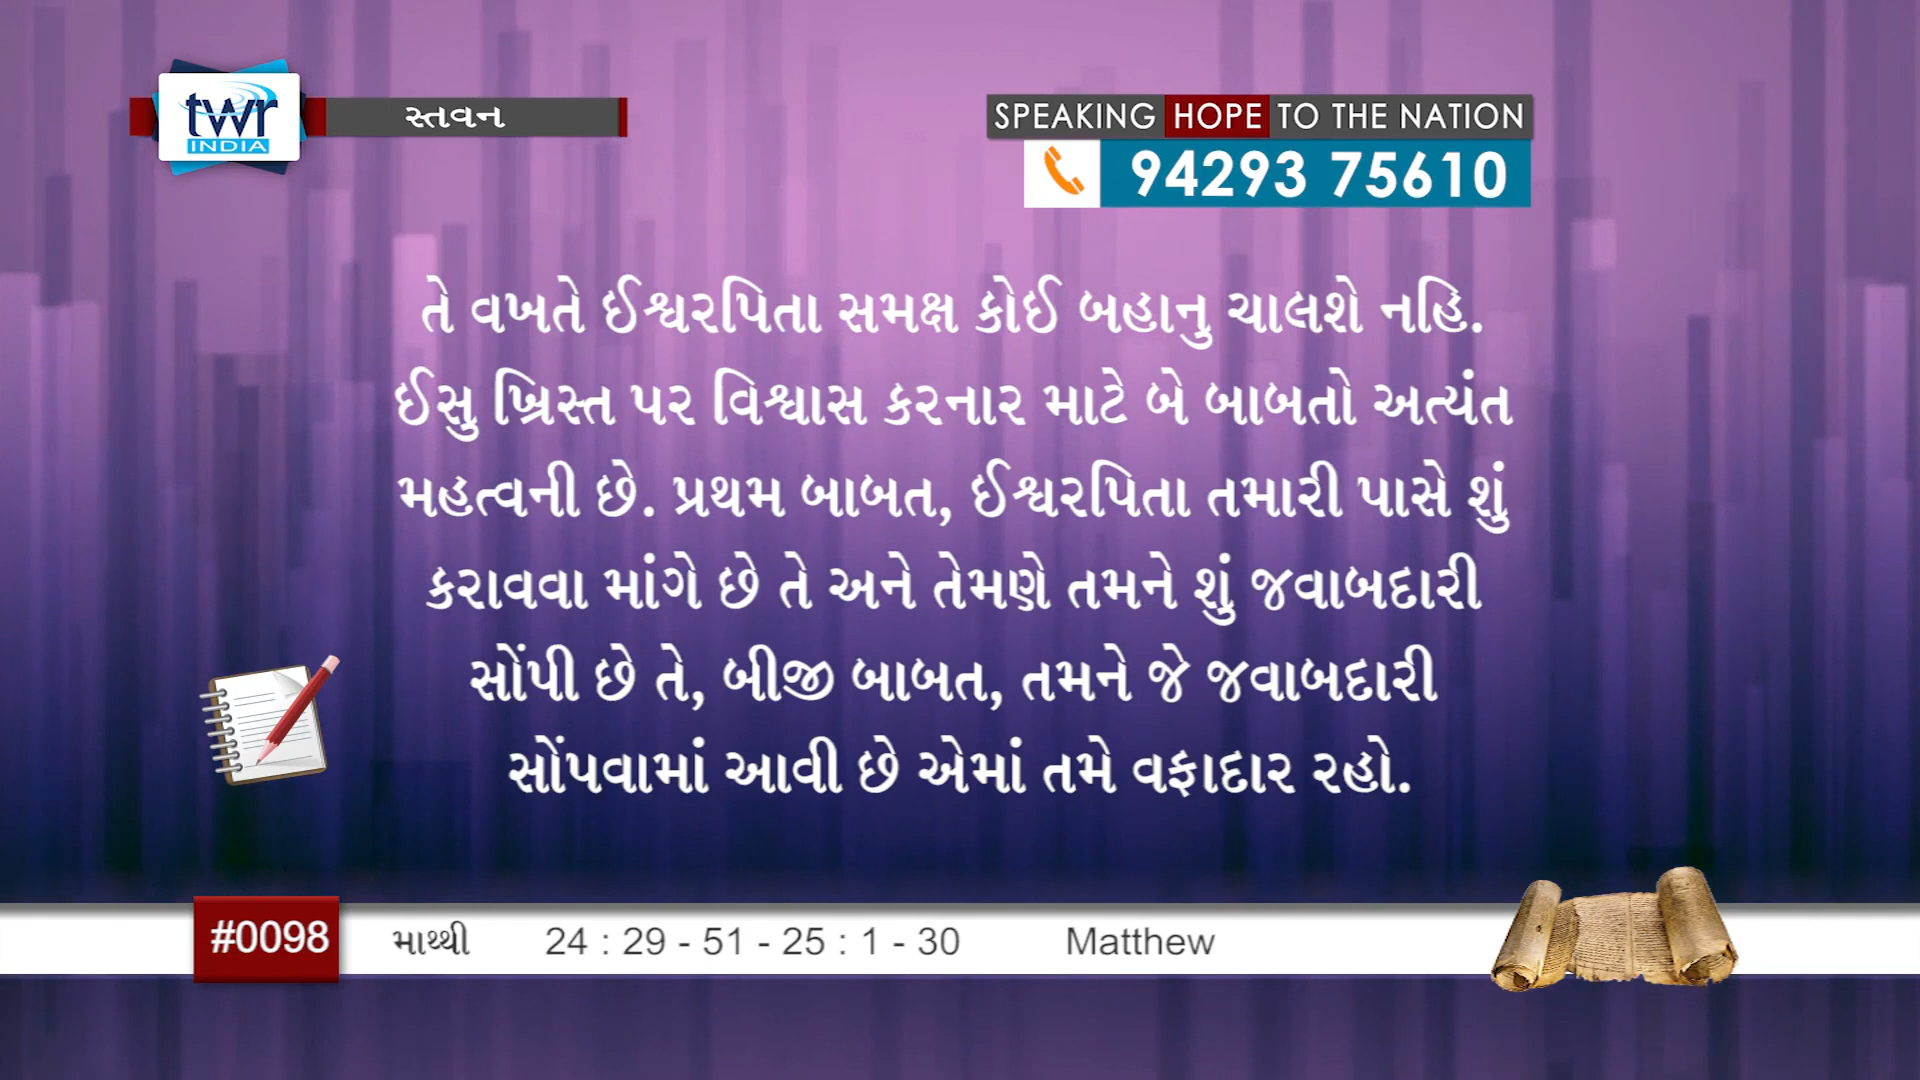 twr
INDIA
સ્તવન
SPEAKING HOPE TO THE NATION
94293 75610
તે વખતે ઈશ્વરપિતા સમક્ષ કોઈ બહાનુ ચાલશે નહિ.
ઈસુ ખ્રિસ્ત પર વિશ્વાસ કરનાર માટે બે બાબતો અત્યંત
મહત્વની છે. પ્રથમ બાબત, ઈશ્વરપિતા તમારી પાસે શું
કરાવવા માંગે છે તે અને તેમણે તમને શું જવાબદારી
સોંપી છે તે, બીજી બાબત, તમને જે જવાબદારી
સોંપવામાં આવી છે એમાં તમે વફાદાર રહો.
#0098 માથ્થી 24 : 29 - 51 - 25 : 1 - 30 Matthew